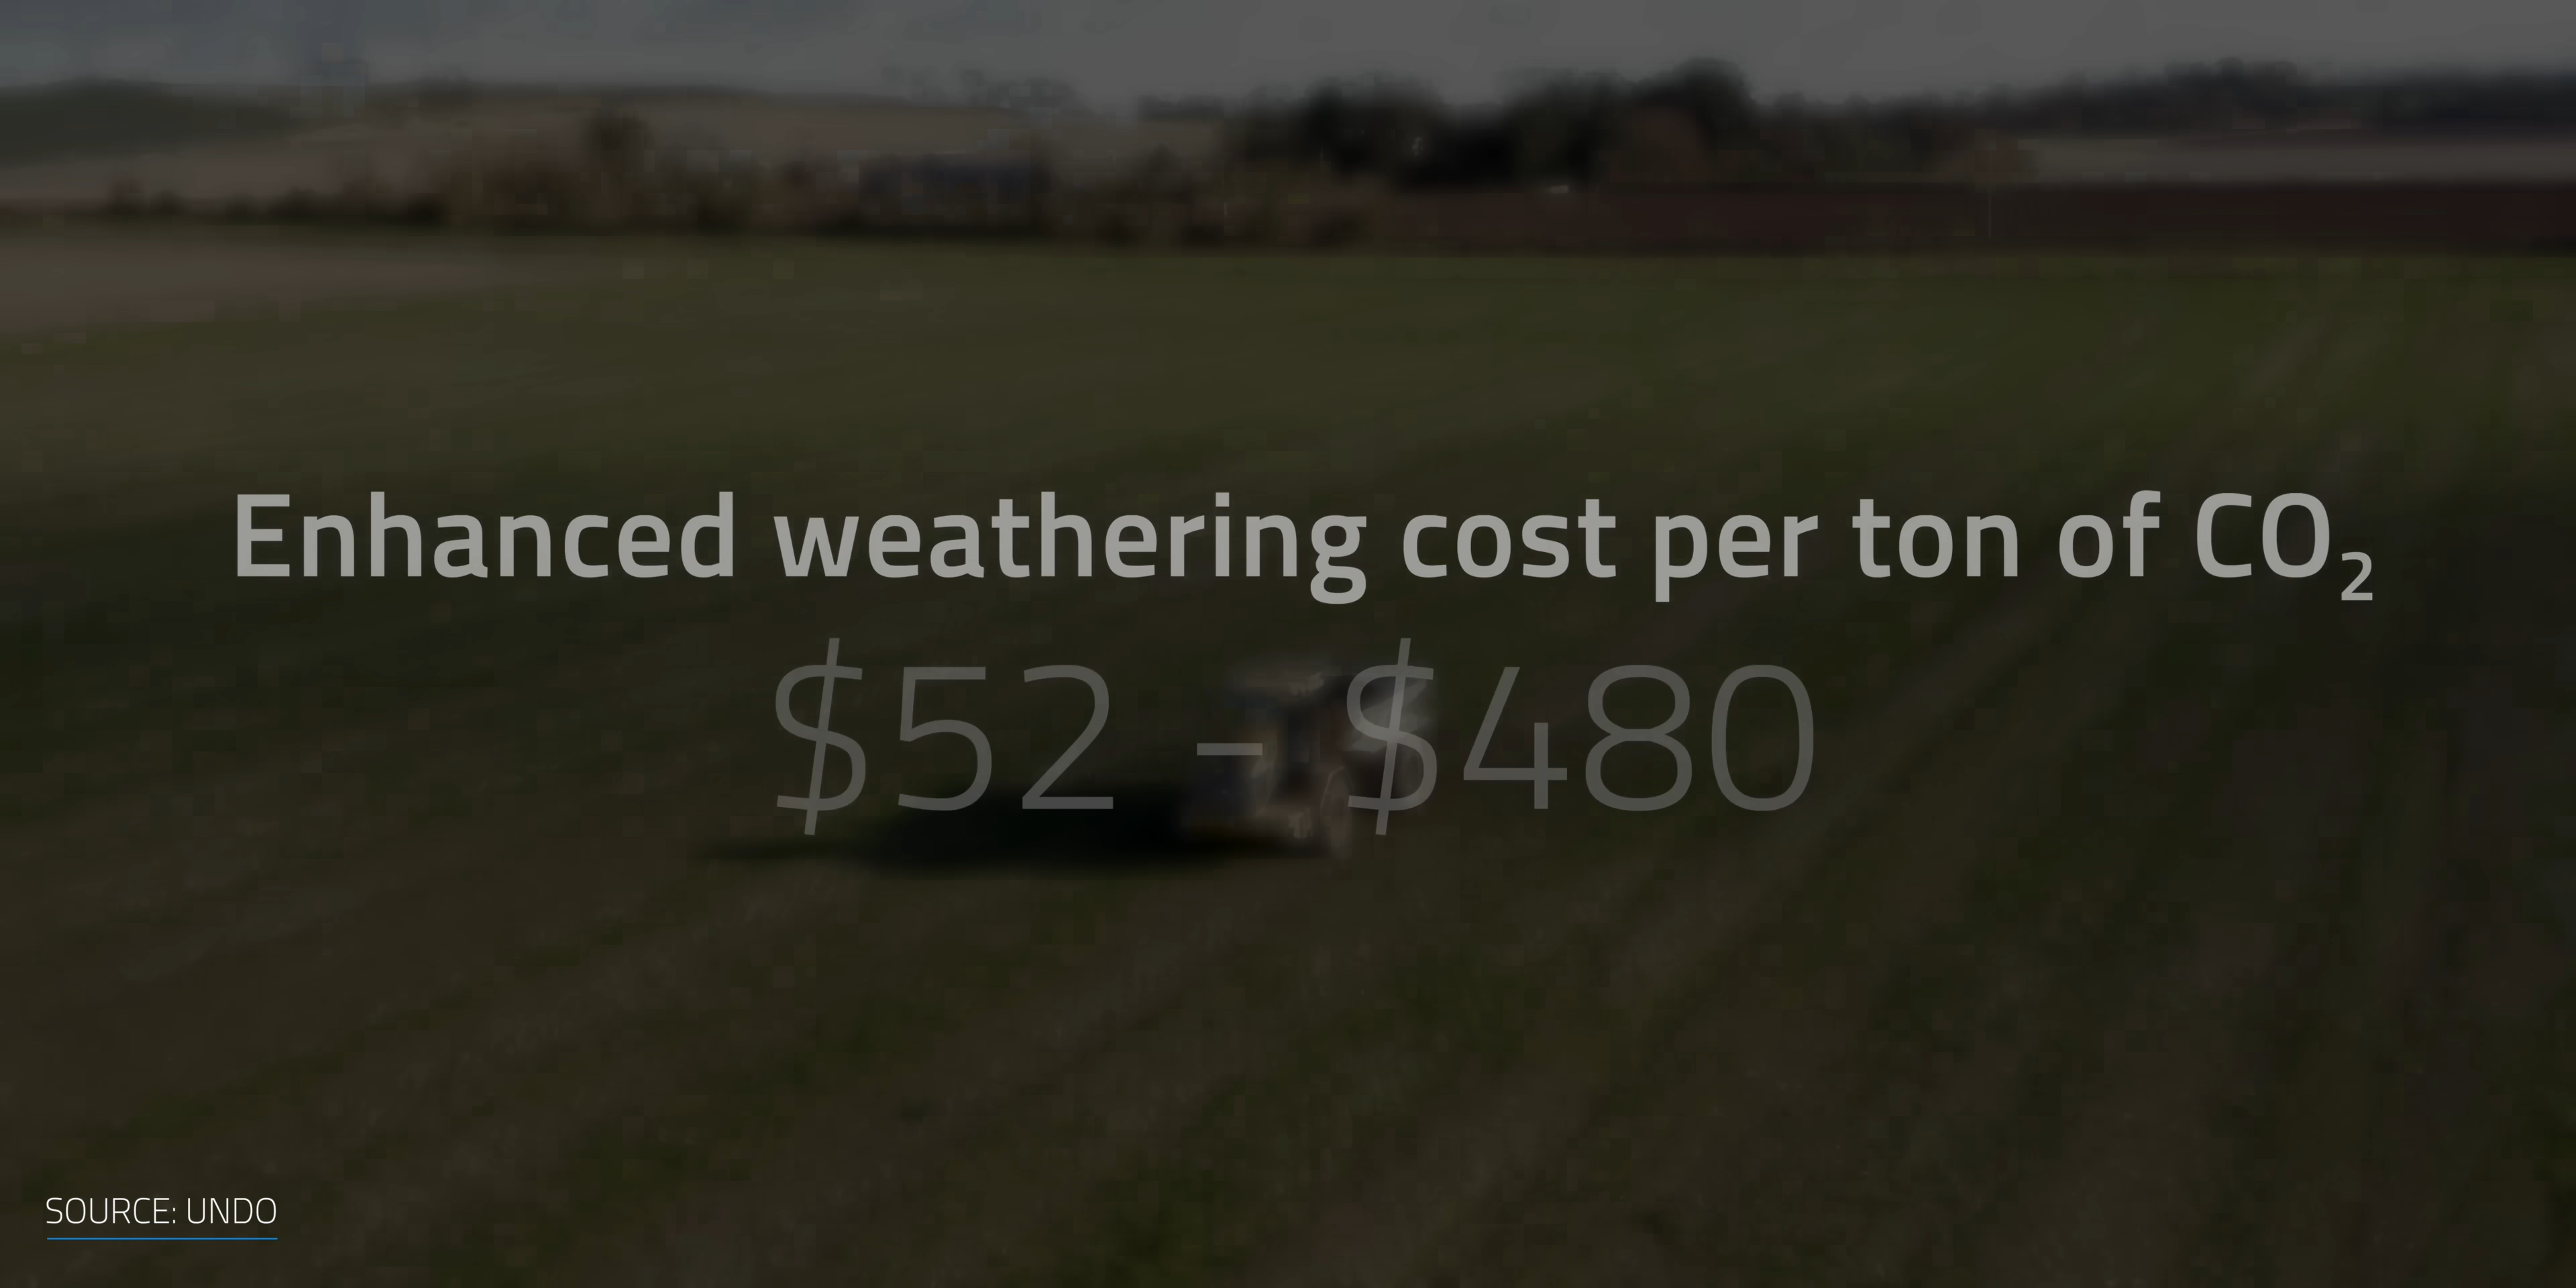 Enhanced weathering cost per ton of CO₂
$52 - $480
SOURCE: UNDO